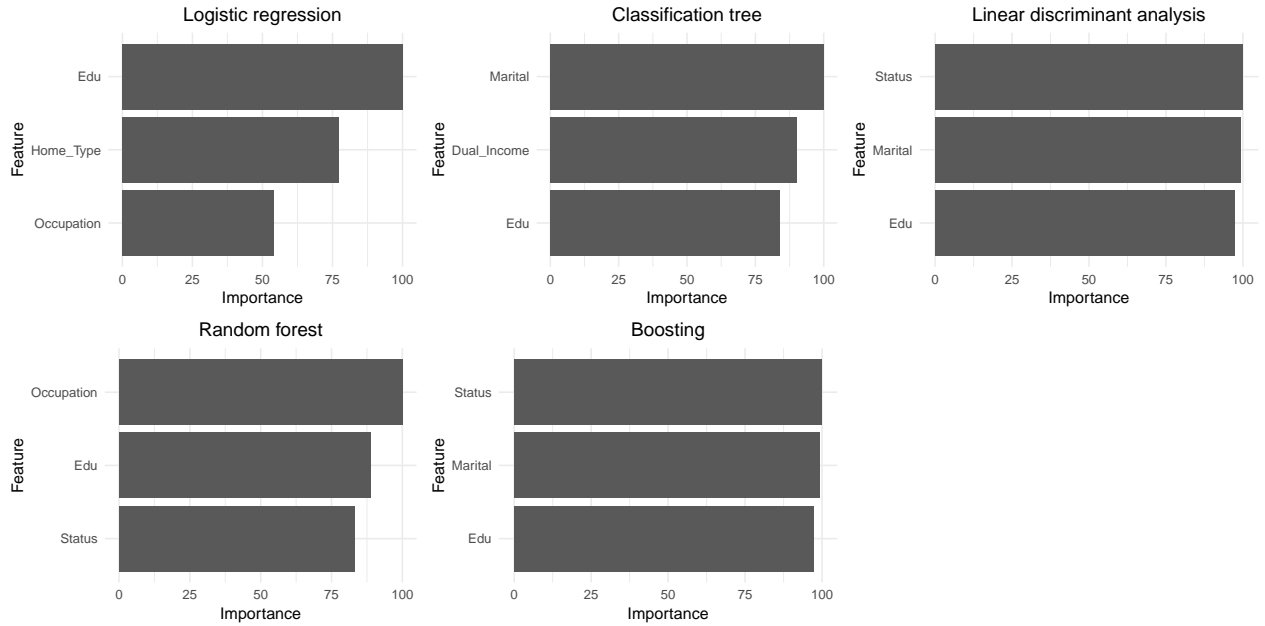 Logistic regression
Feature
Edu
Home_Type
Occupation
0 25 50 75 100
Importance
Classification tree
Feature
Marital
Dual_Income
Edu
0 25 50 75 100
Importance
Linear discriminant analysis
Feature
Status
Marital
Edu
0 25 50 75 100
Importance
Random forest
Feature
Occupation
Edu
Status
0 25 50 75 100
Importance
Boosting
Feature
Status
Marital
Edu
0 25 50 75 100
Importance